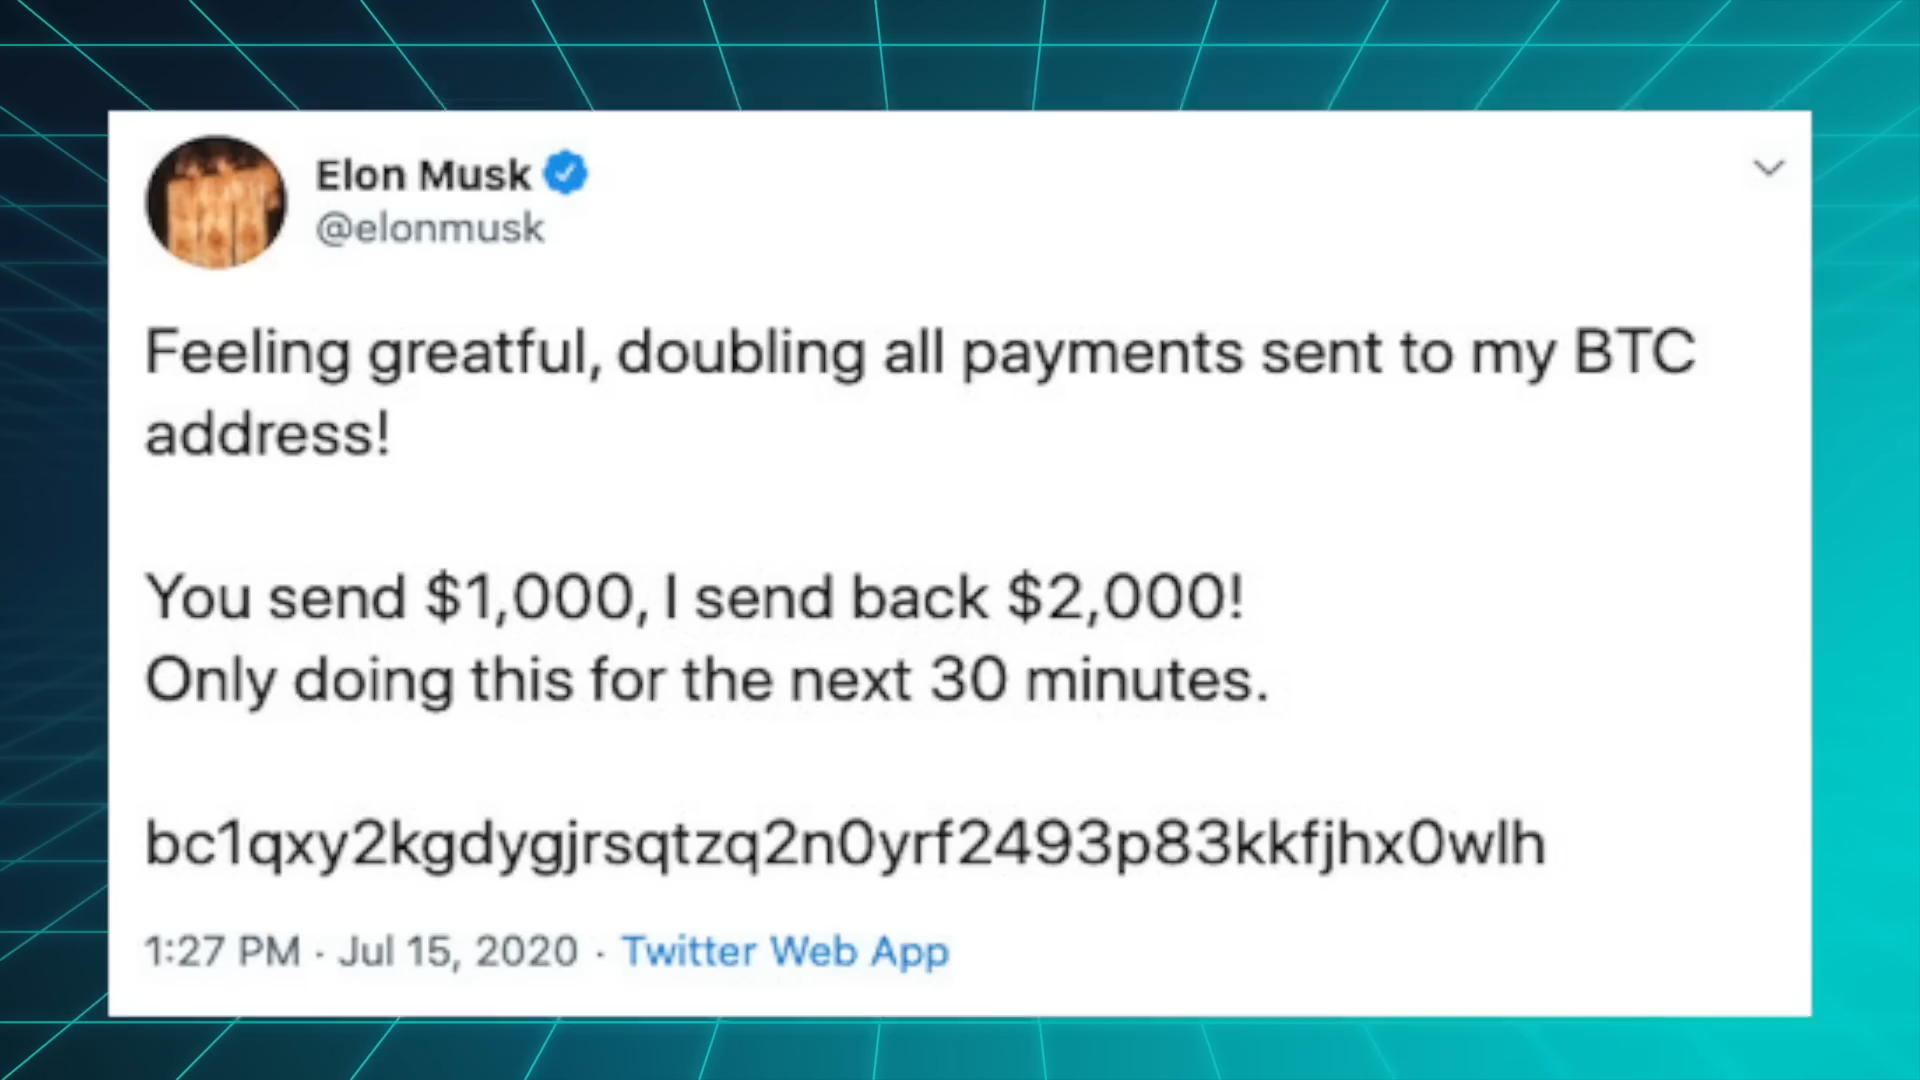 Elon Musk
@elonmusk
Feeling greatful, doubling all payments sent to my BTC
address!
You send $1,000, I send back $2,000!
Only doing this for the next 30 minutes.
bc1qxy2kgdygjrsqtzq2n0yrf2493p83kkfjhx0wlh
1:27 PM · Jul 15, 2020 · Twitter Web App